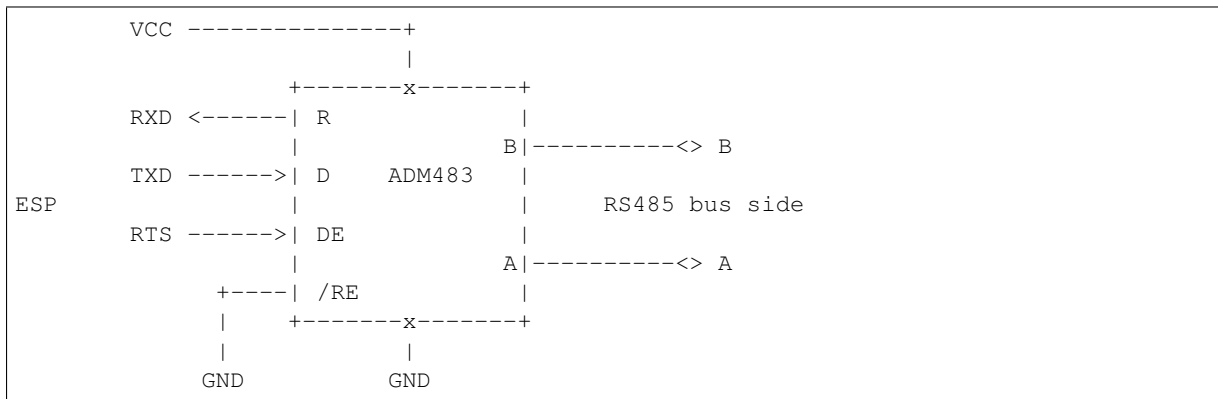 VCC ---------------+
|
+-------x-------+
RXD <------| R |
| B|----------<> B
TXD ------>| D ADM483 |
ESP | | RS485 bus side
RTS ------>| DE |
| A|----------<> A
+----| /RE |
| +-------x-------+
| |
GND GND